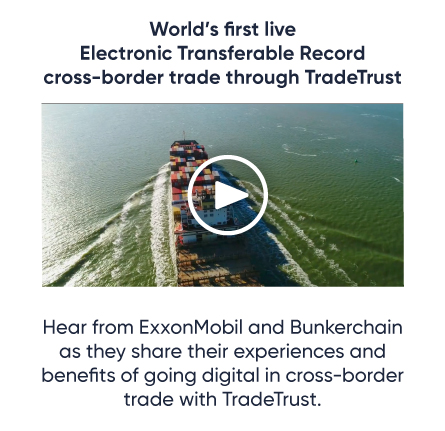 World's first live
Electronic Transferable Record
cross-border trade through TradeTrust
Hear from ExxonMobil and Bunkerchain
as they share their experiences and
benefits of going digital in cross-border
trade with TradeTrust.